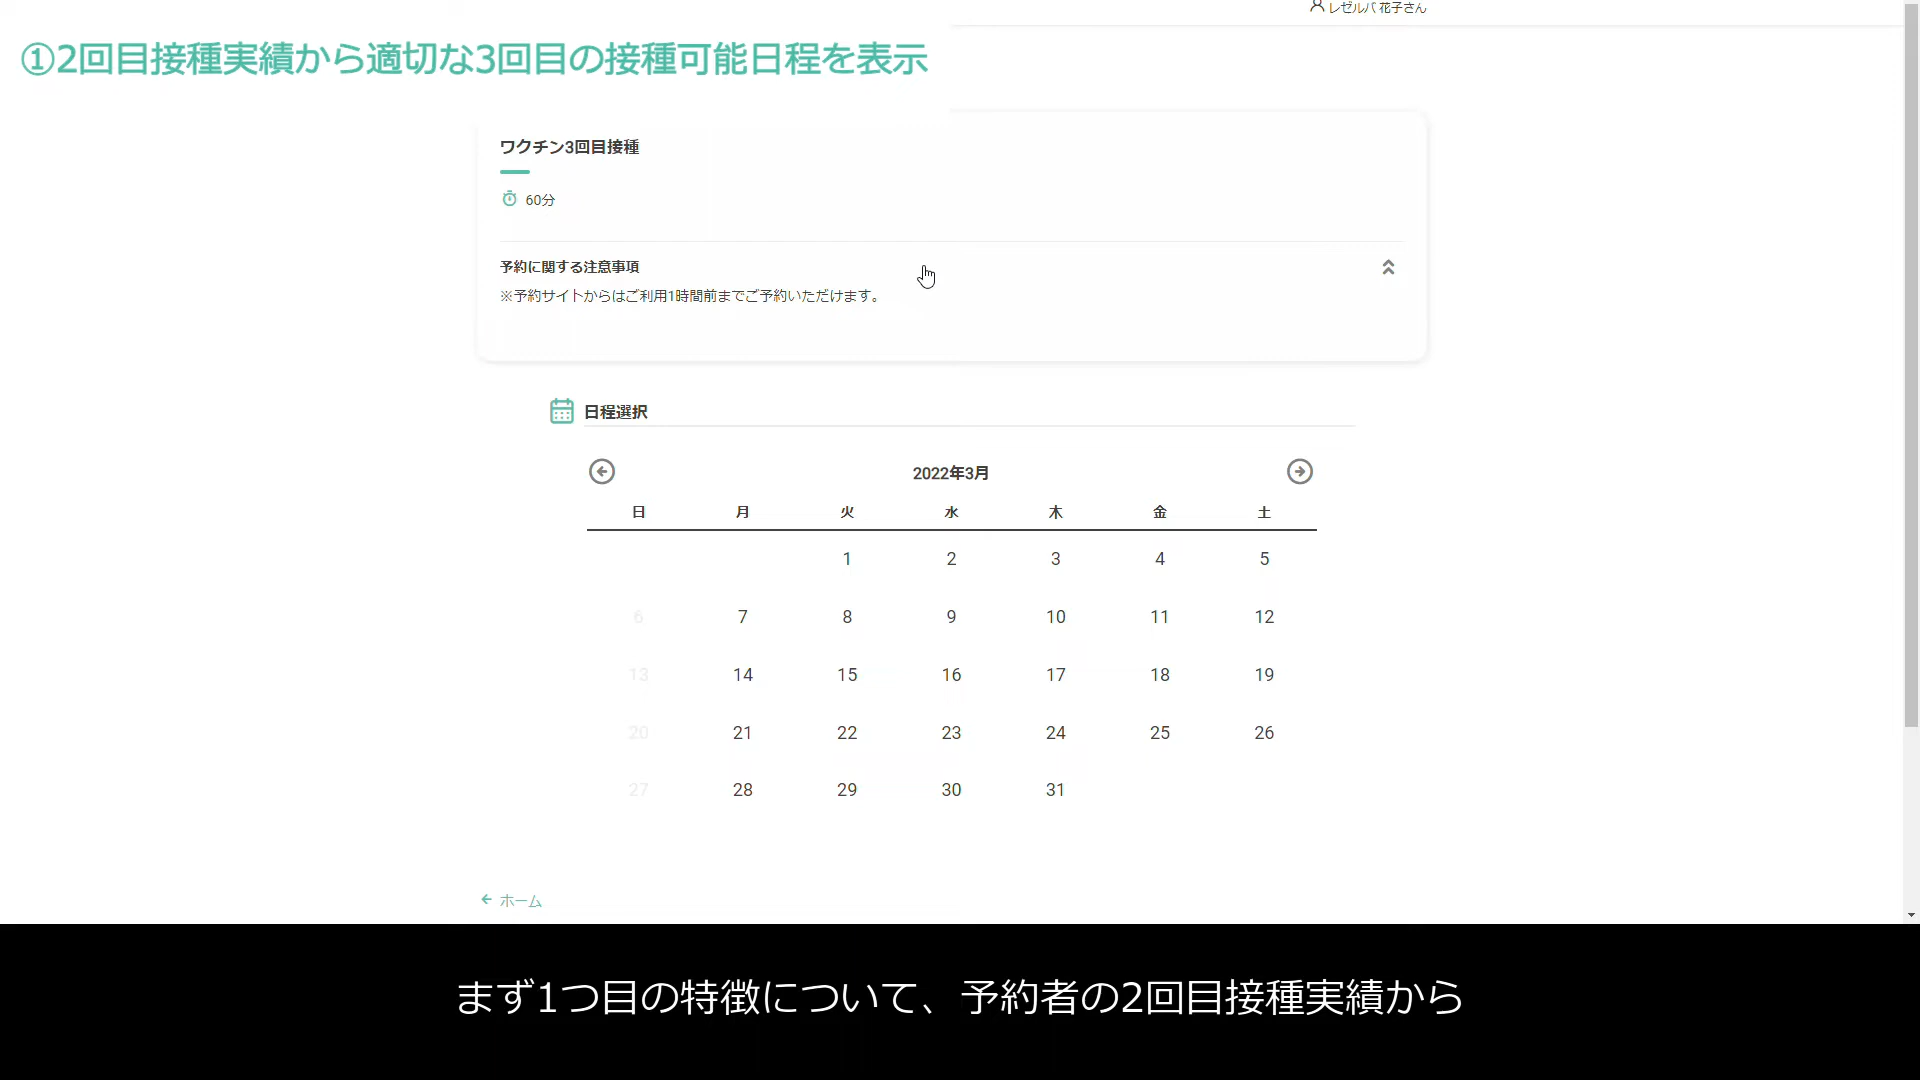 レゼルバ 花子さん
①2回目接種実績から適切な3回目の接種可能日程を表示
ワクチン3回目接種
60分
予約に関する注意事項
※予約サイトからはご利用1時間前までご予約いただけます。
日程選択
2022年3月
日 月 火 水 木 金 土
1 2 3 4 5
6 7 8 9 10 11 12
13 14 15 16 17 18 19
20 21 22 23 24 25 26
27 28 29 30 31
ホーム
まず1つ目の特徴について、予約者の2回目接種実績から